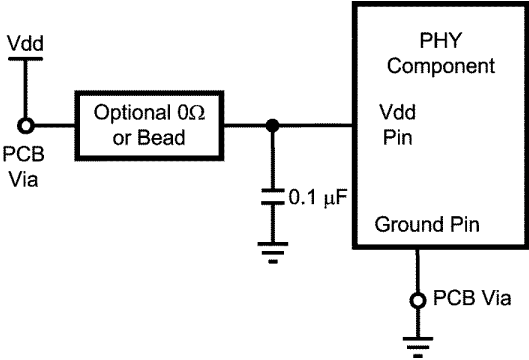 Vdd
PCB
Via
Optional 0Ω
or Bead
0.1 μF
PHY
Component
Vdd
Pin
Ground Pin
PCB Via